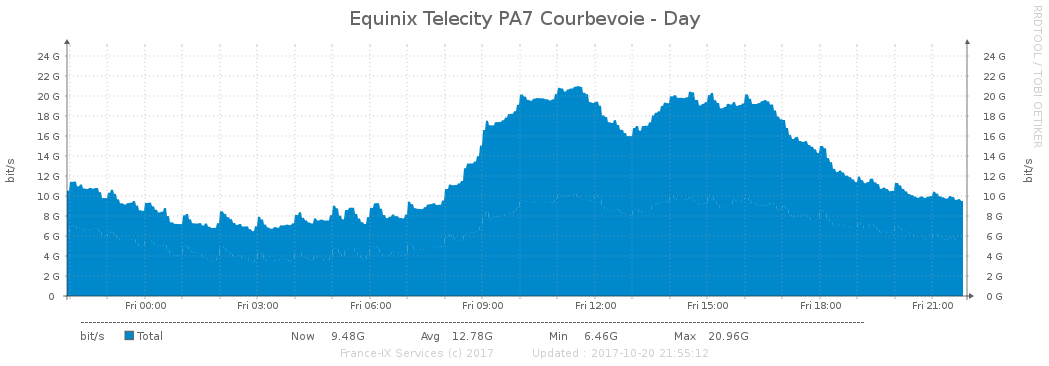 Equinix Telecity PA7 Courbevoie - Day
RRDTOOL / TOBI OETIKER
bit/s
24 G 24 G
22 G 22 G
20 G 20 G
18 G 18 G
16 G 16 G
14 G 14 G
12 G 12 G
10 G 10 G
8 G 8 G
6 G 6 G
4 G 4 G
2 G 2 G
0 0 G
bit/s
Fri 00:00 Fri 03:00 Fri 06:00 Fri 09:00 Fri 12:00 Fri 15:00 Fri 18:00 Fri 21:00
bit/s Total Now 9.48G Avg 12.78G Min 6.46G Max 20.96G
France-IX Services (c) 2017 Updated : 2017-10-20 21:55:12